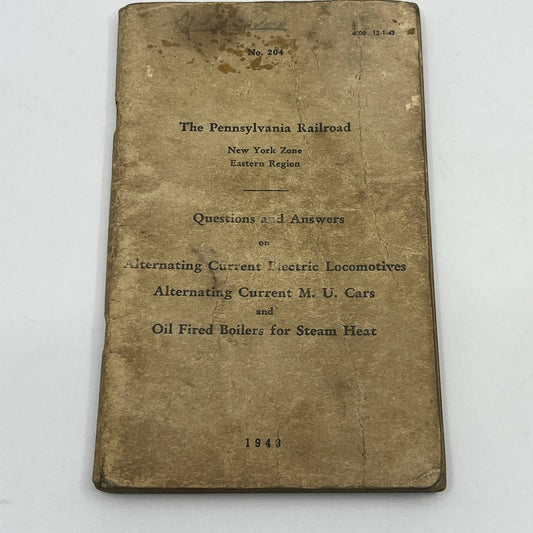 4000 12-1-43
No. 204
The Pennsylvania Railroad
New York Zone
Eastern Region
Questions and Answers
on
Alternating Current Electric Locomotives
Alternating Current M. U. Cars
and
Oil Fired Boilers for Steam Heat
1943